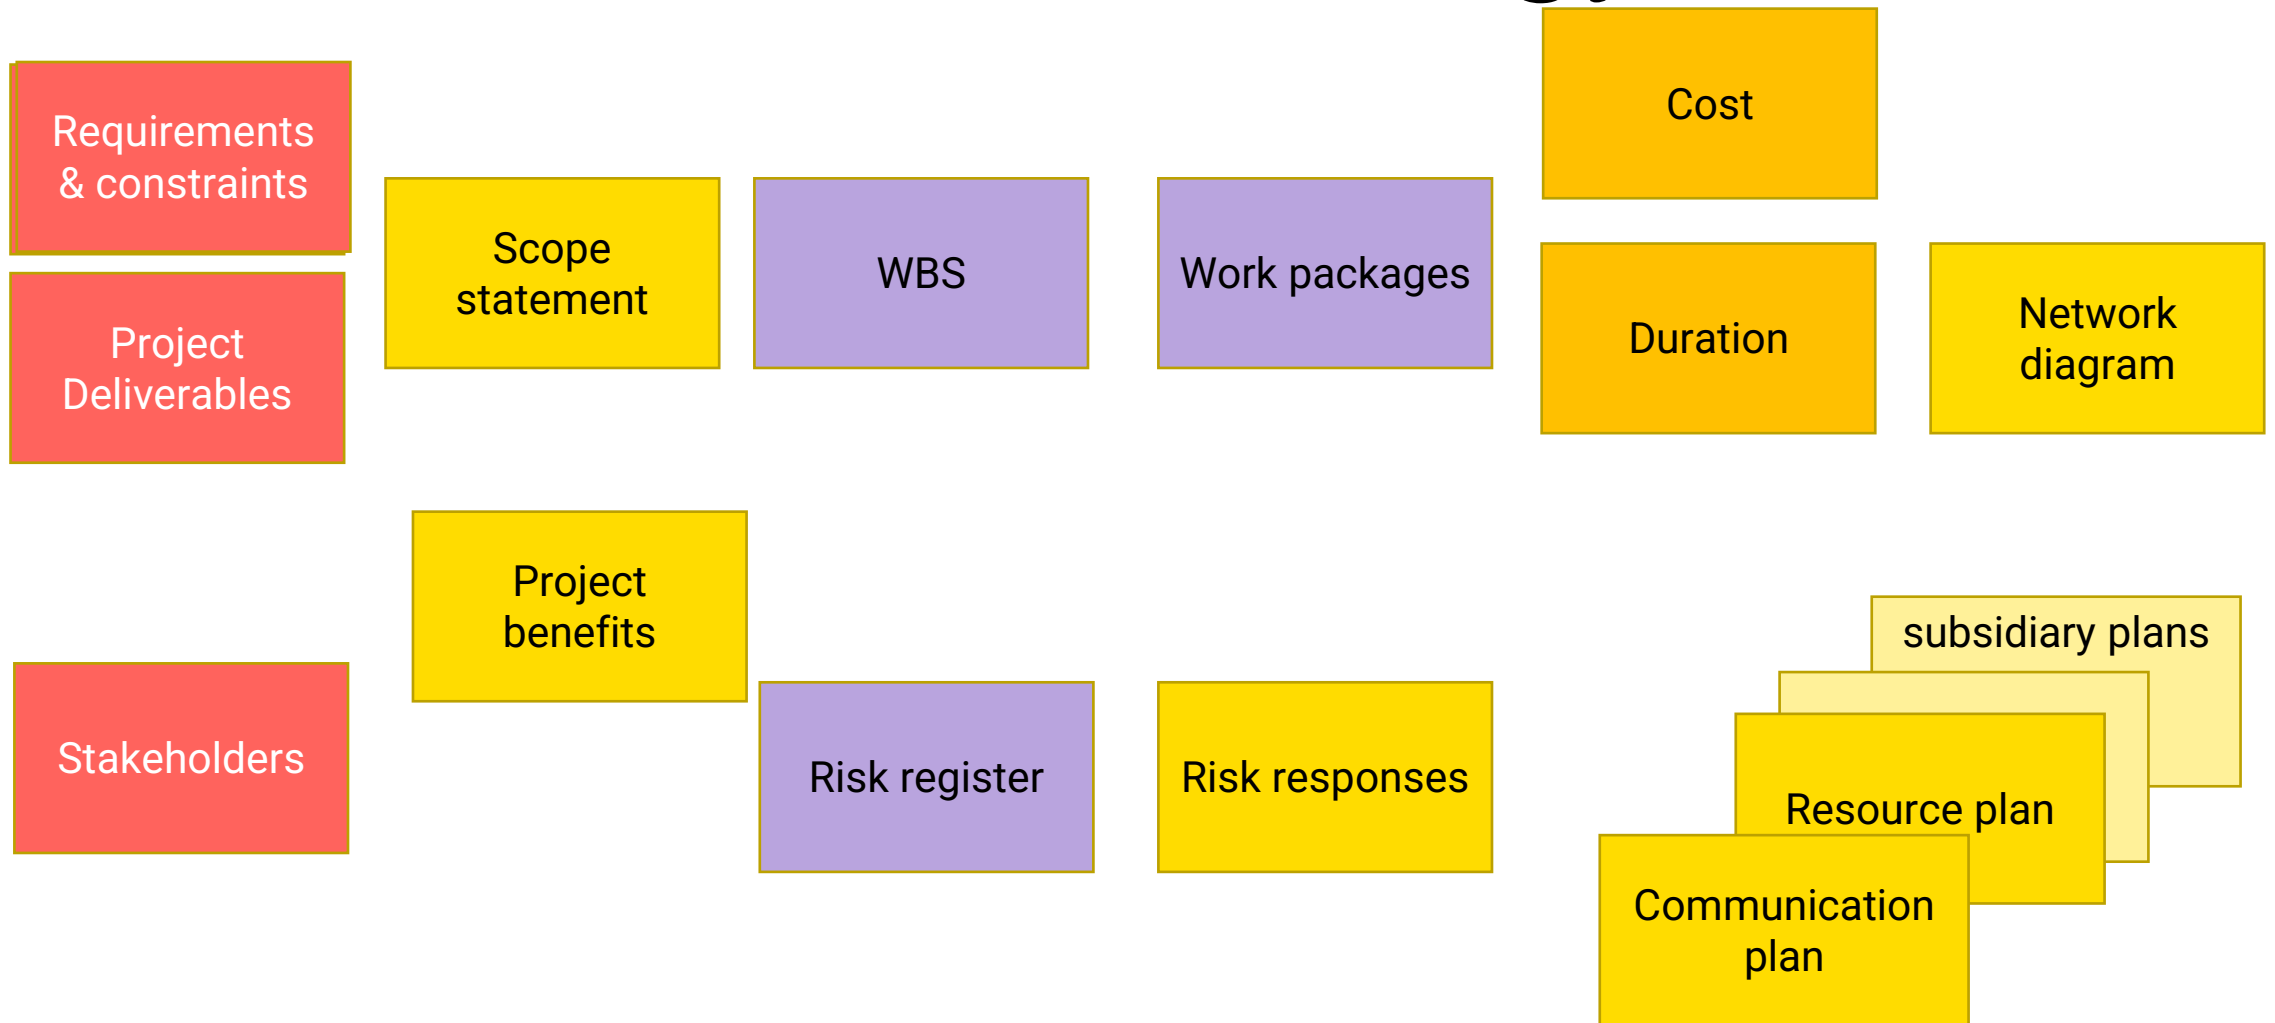 Requirements
& constraints
Project
Deliverables
Stakeholders
Scope
statement
Project
benefits
WBS
Risk register
Work packages
Risk responses
Cost
Duration
Network
diagram
subsidiary plans
Resource plan
Communication
plan